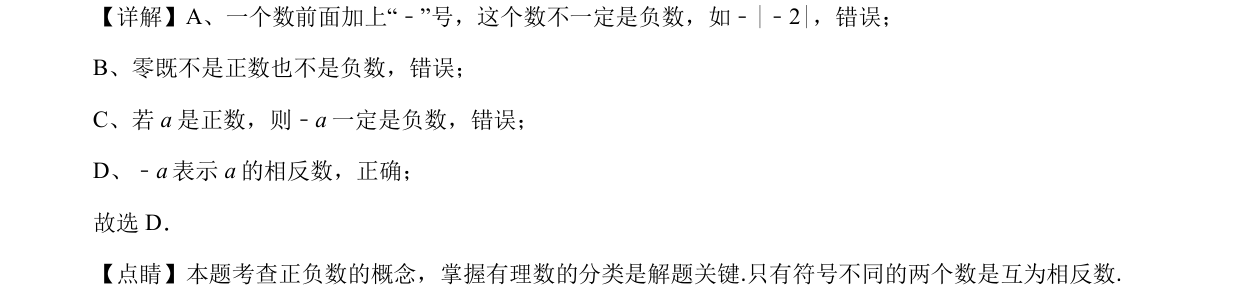 【详解】A、一个数前面加上“﹣”号，这个数不一定是负数，如﹣|﹣2|，错误；
B、零既不是正数也不是负数，错误；
C、若 a 是正数，则﹣a 一定是负数，错误；
D、﹣a 表示 a 的相反数，正确；
故选 D．
【点睛】本题考查正负数的概念，掌握有理数的分类是解题关键.只有符号不同的两个数是互为相反数.